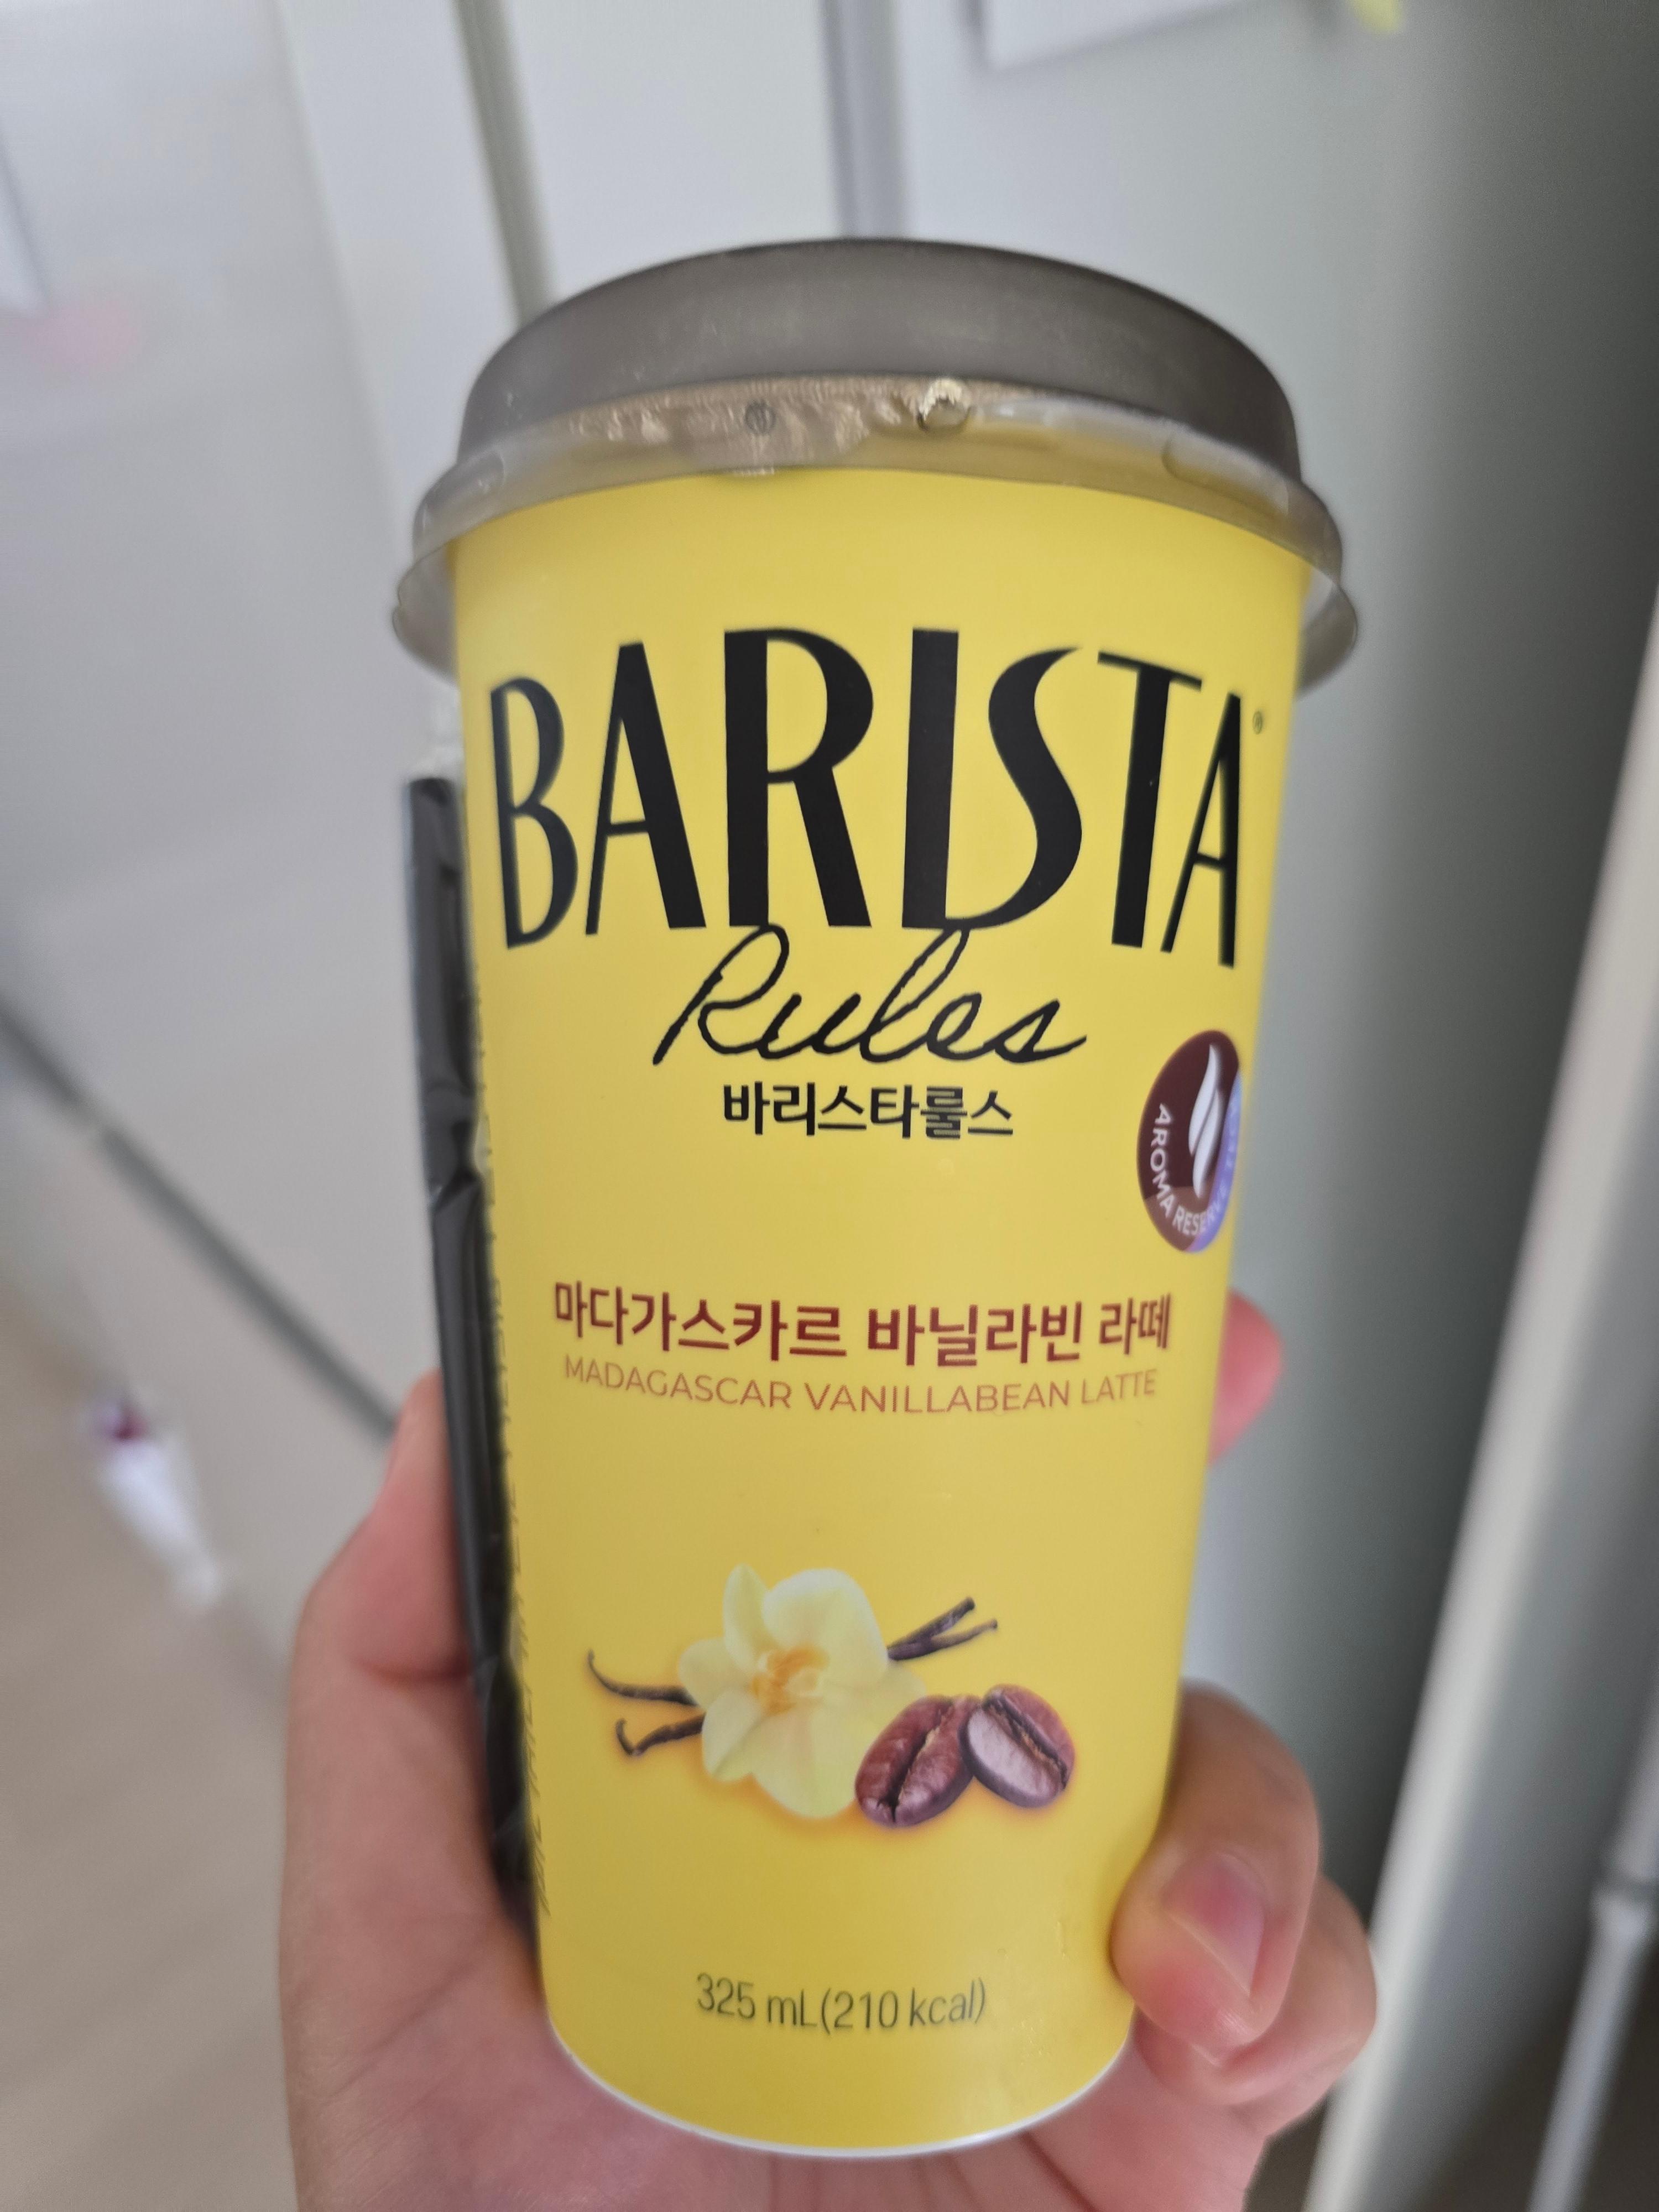 BARISTA®
Rules
바리스타룰스
AROMA RESERVE
마다가스카르 바닐라빈 라떼
MADAGASCAR VANILLABEAN LATTE
325 mL(210 kcal)